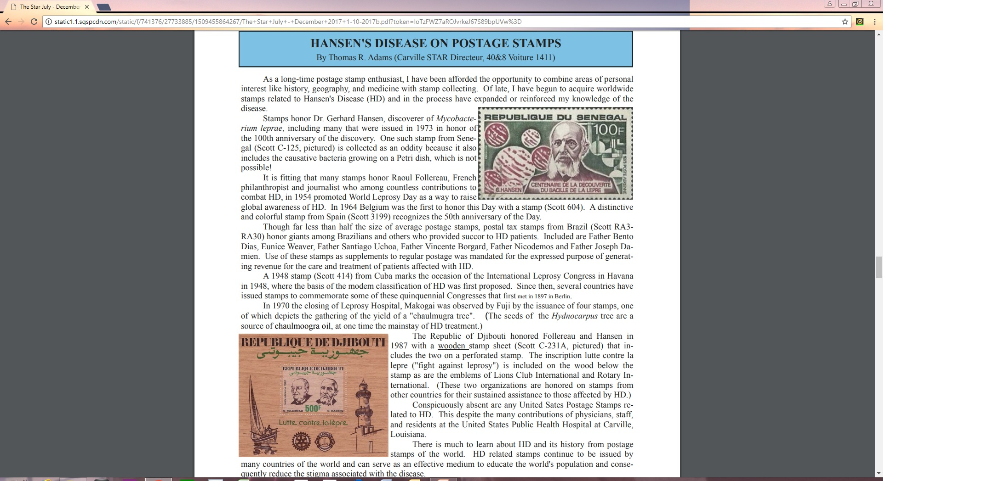 The Star July - December
static1.1.sqspcdn.com/static/f/741376/27733885/1509455864267/The+Star+July+-+December+2017+1-10-2017b.pdf?token=IoTzFWZ7aROJvrkeJ67S89bpUVw%3D
HANSEN'S DISEASE ON POSTAGE STAMPS
By Thomas R. Adams (Carville STAR Directeur, 40&8 Voiture 1411)
As a long-time postage stamp enthusiast, I have been afforded the opportunity to combine areas of personal
interest like history, geography, and medicine with stamp collecting. Of late, I have begun to acquire worldwide
stamps related to Hansen's Disease (HD) and in the process have expanded or reinforced my knowledge of the
disease.
Stamps honor Dr. Gerhard Hansen, discoverer of Mycobacte-
rium leprae, including many that were issued in 1973 in honor of
the 100th anniversary of the discovery. One such stamp from Sene-
gal (Scott C-125, pictured) is collected as an oddity because it also
includes the causative bacteria growing on a Petri dish, which is not
possible!
REPUBLIQUE DU SENEGAL
100F
G.HANSEN
CENTENAIRE DE LA DECOUVERTE
DU BACILLE DE LA LEPRE
It is fitting that many stamps honor Raoul Follereau, French
philanthropist and journalist who among countless contributions to
combat HD, in 1954 promoted World Leprosy Day as a way to raise
global awareness of HD. In 1964 Belgium was the first to honor this Day with a stamp (Scott 604). A distinctive
and colorful stamp from Spain (Scott 3199) recognizes the 50th anniversary of the Day.
Though far less than half the size of average postage stamps, postal tax stamps from Brazil (Scott RA3-
RA30) honor giants among Brazilians and others who provided succor to HD patients. Included are Father Bento
Dias, Eunice Weaver, Father Santiago Uchoa, Father Vincente Borgard, Father Nicodemos and Father Joseph Da-
mien. Use of these stamps as supplements to regular postage was mandated for the expressed purpose of generat-
ing revenue for the care and treatment of patients affected with HD.
A 1948 stamp (Scott 414) from Cuba marks the occasion of the International Leprosy Congress in Havana
in 1948, where the basis of the modem classification of HD was first proposed. Since then, several countries have
issued stamps to commemorate some of these quinquennial Congresses that first met in 1897 in Berlin.
In 1970 the closing of Leprosy Hospital, Makogai was observed by Fuji by the issuance of four stamps, one
of which depicts the gathering of the yield of a "chaulmugra tree". (The seeds of the Hydnocarpus tree are a
source of chaulmoogra oil, at one time the mainstay of HD treatment.)
REPUBLIQUE DE DJIBOUTI
جمهورية جيبوتى
REPUBLIQUE DE DJIBOUTI
جمهورية جيبوتى
R. FOLLEREAU 500F G. HANSEN
Lutte contre la lèpre
LIONS
L
The Republic of Djibouti honored Follereau and Hansen in
1987 with a wooden stamp sheet (Scott C-231A, pictured) that in-
cludes the two on a perforated stamp. The inscription lutte contre la
lepre ("fight against leprosy") is included on the wood below the
stamp as are the emblems of Lions Club International and Rotary In-
ternational. (These two organizations are honored on stamps from
other countries for their sustained assistance to those affected by HD.)
Conspicuously absent are any United Sates Postage Stamps re-
lated to HD. This despite the many contributions of physicians, staff,
and residents at the United States Public Health Hospital at Carville,
Louisiana.
There is much to learn about HD and its history from postage
stamps of the world. HD related stamps continue to be issued by
many countries of the world and can serve as an effective medium to educate the world's population and conse-
quently reduce the stigma associated with the disease.